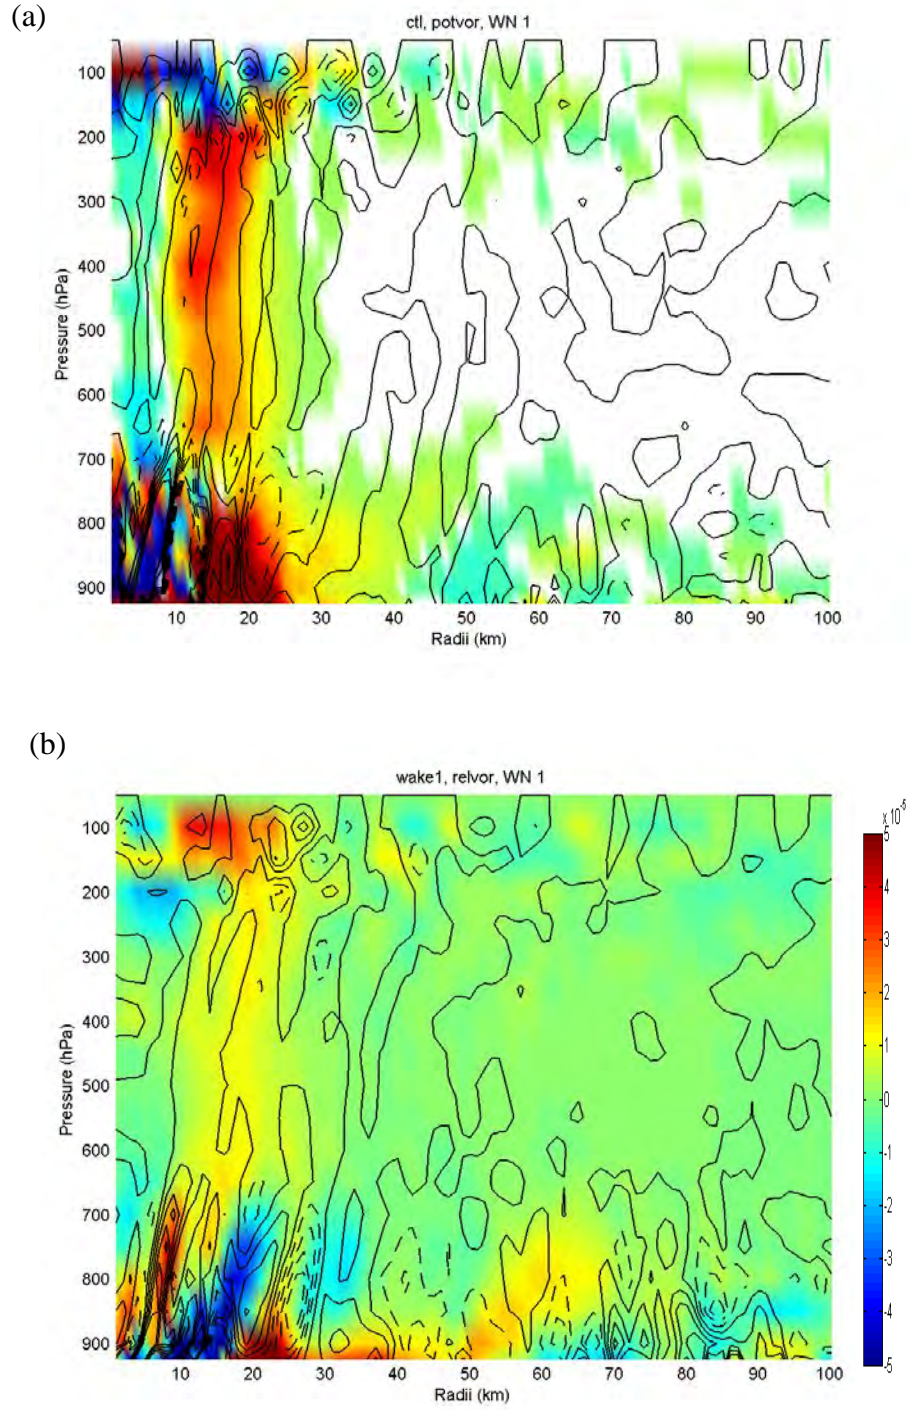 (a)
ctl, potvor, WN 1
100
200
300
400
500
600
700
800
900
Pressure (hPa)
10 20 30 40 50 60 70 80 90 100
Radii (km)
(b)
wake1, relvor, WN 1
100
200
300
400
500
600
700
800
900
Pressure (hPa)
10 20 30 40 50 60 70 80 90 100
Radii (km)
x 10^-5
5
4
3
2
1
0
-1
-2
-3
-4
-5